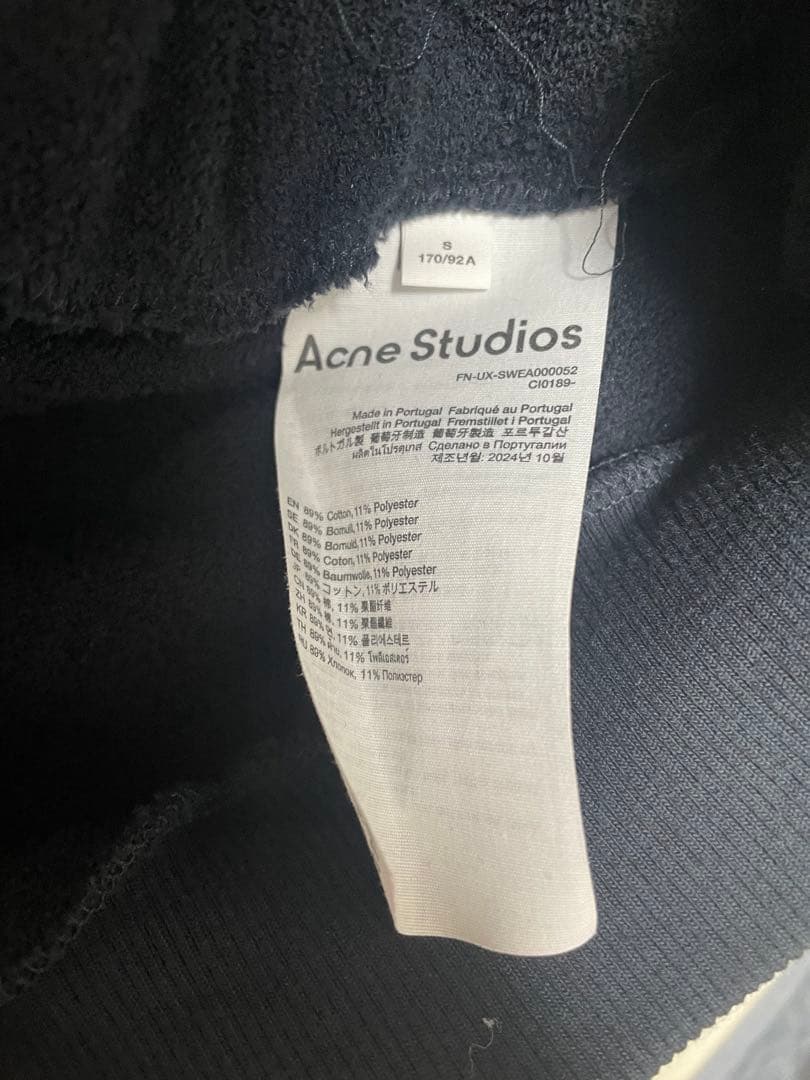 S
170/92A
Acne Studios
FN-UX-SWEA000052
CI0189-
Made in Portugal Fabriqué au Portugal
Hergestellt in Portugal Fremstillet i Portugal
ポルトガル製 葡萄牙制造 葡萄牙製造 포르투갈산
ผลิตในโปรตุเกส Сделано в Португалии
제조년월: 2024년 10월
EN 89% Cotton, 11% Polyester
SE 89% Bomull, 11% Polyester
DK 89% Bomuld, 11% Polyester
FR 89% Coton, 11% Polyester
DE 89% Baumwolle, 11% Polyester
JP 89% コットン, 11% ポリエステル
CN 89% 棉, 11% 聚酯纤维
ZH 89% 棉, 11% 聚酯纖維
KR 89% 면, 11% 폴리에스테르
TH 89% ฝ้าย, 11% โพลีเอสเตอร์
RU 89% Хлопок, 11% Полиэстер